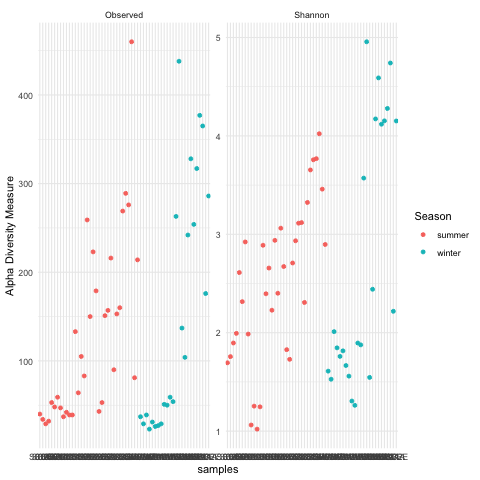 Observed
Shannon
Alpha Diversity Measure
400
300
200
100
5
4
3
2
1
samples
Season
summer
winter